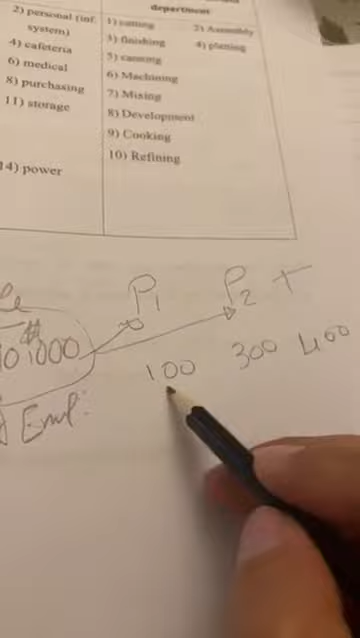 department
2) personal (inf. 1) cutting 2) Assembly
system) 3) finishing 4) planting
4) cafeteria 5) canning
6) medical 6) Machining
8) purchasing 7) Mixing
11) storage 8) Development
9) Cooking
10) Refining
14) power
P1 P2 +
1000
100 300 400
Emp: